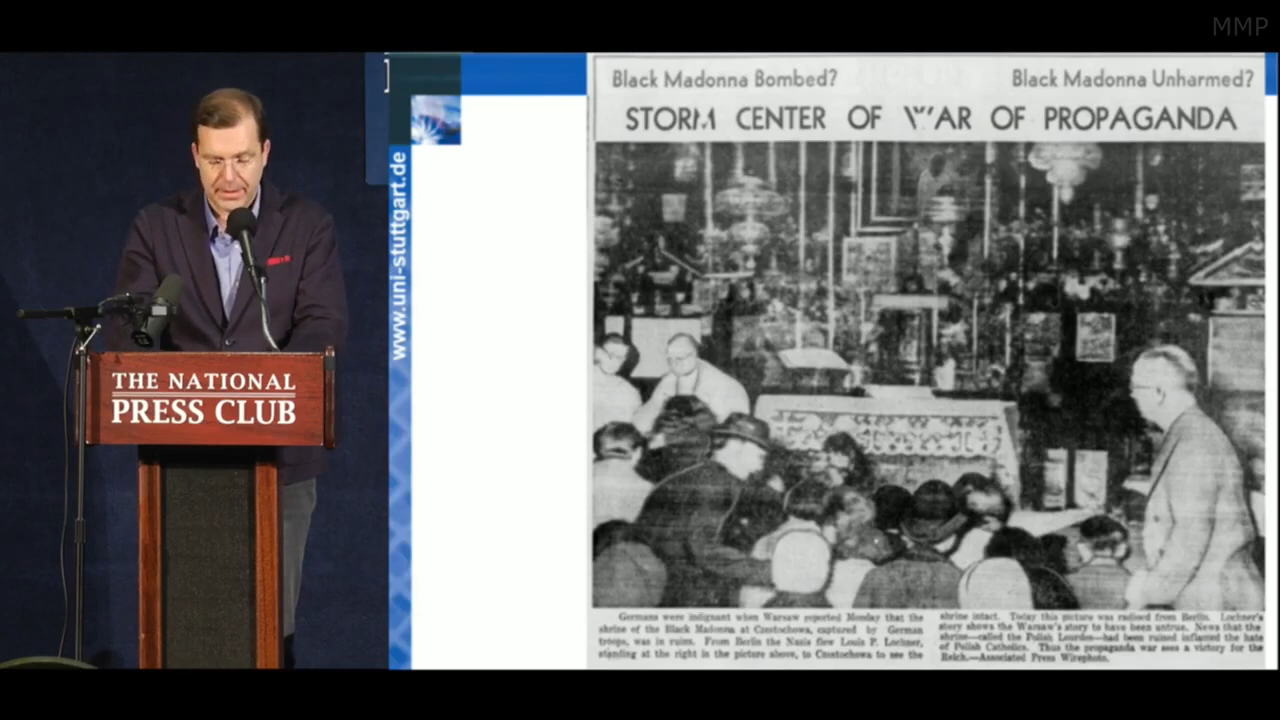 MMP
THE NATIONAL
PRESS CLUB
www.uni-stuttgart.de
Black Madonna Bombed?
Black Madonna Unharmed?
STORM CENTER OF WAR OF PROPAGANDA
Germans were indignant when Warsaw reported Monday that the
shrine of the Black Madonna at Czestochowa, captured by German
troops, was in ruins. From Berlin the Nazis flew Louis P. Lochner,
standing at the right in the picture above, to Czestochowa to see the
shrine intact. Today this picture was radioed from Berlin. Lochner's
story shows the Warsaw's story to have been untrue. News that the
shrine—called the Polish Lourdes—had been ruined inflamed the hate
of Polish Catholics. Thus the propaganda war sees a victory for the
Reich.—Associated Press Wirephoto.